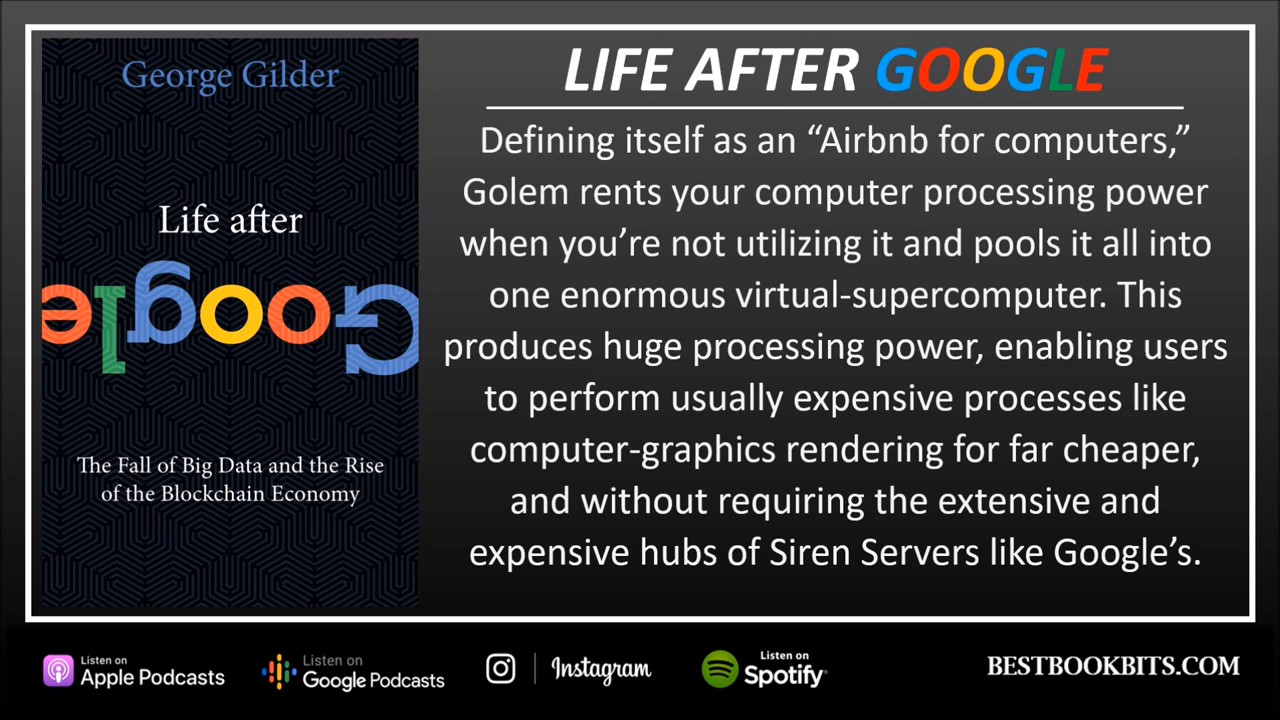 George Gilder
Life after
Google
The Fall of Big Data and the Rise
of the Blockchain Economy
LIFE AFTER GOOGLE
Defining itself as an “Airbnb for computers,”
Golem rents your computer processing power
when you’re not utilizing it and pools it all into
one enormous virtual-supercomputer. This
produces huge processing power, enabling users
to perform usually expensive processes like
computer-graphics rendering for far cheaper,
and without requiring the extensive and
expensive hubs of Siren Servers like Google’s.
Listen on
Apple Podcasts
Listen on
Google Podcasts
Instagram
Listen on
Spotify
BESTBOOKBITS.COM